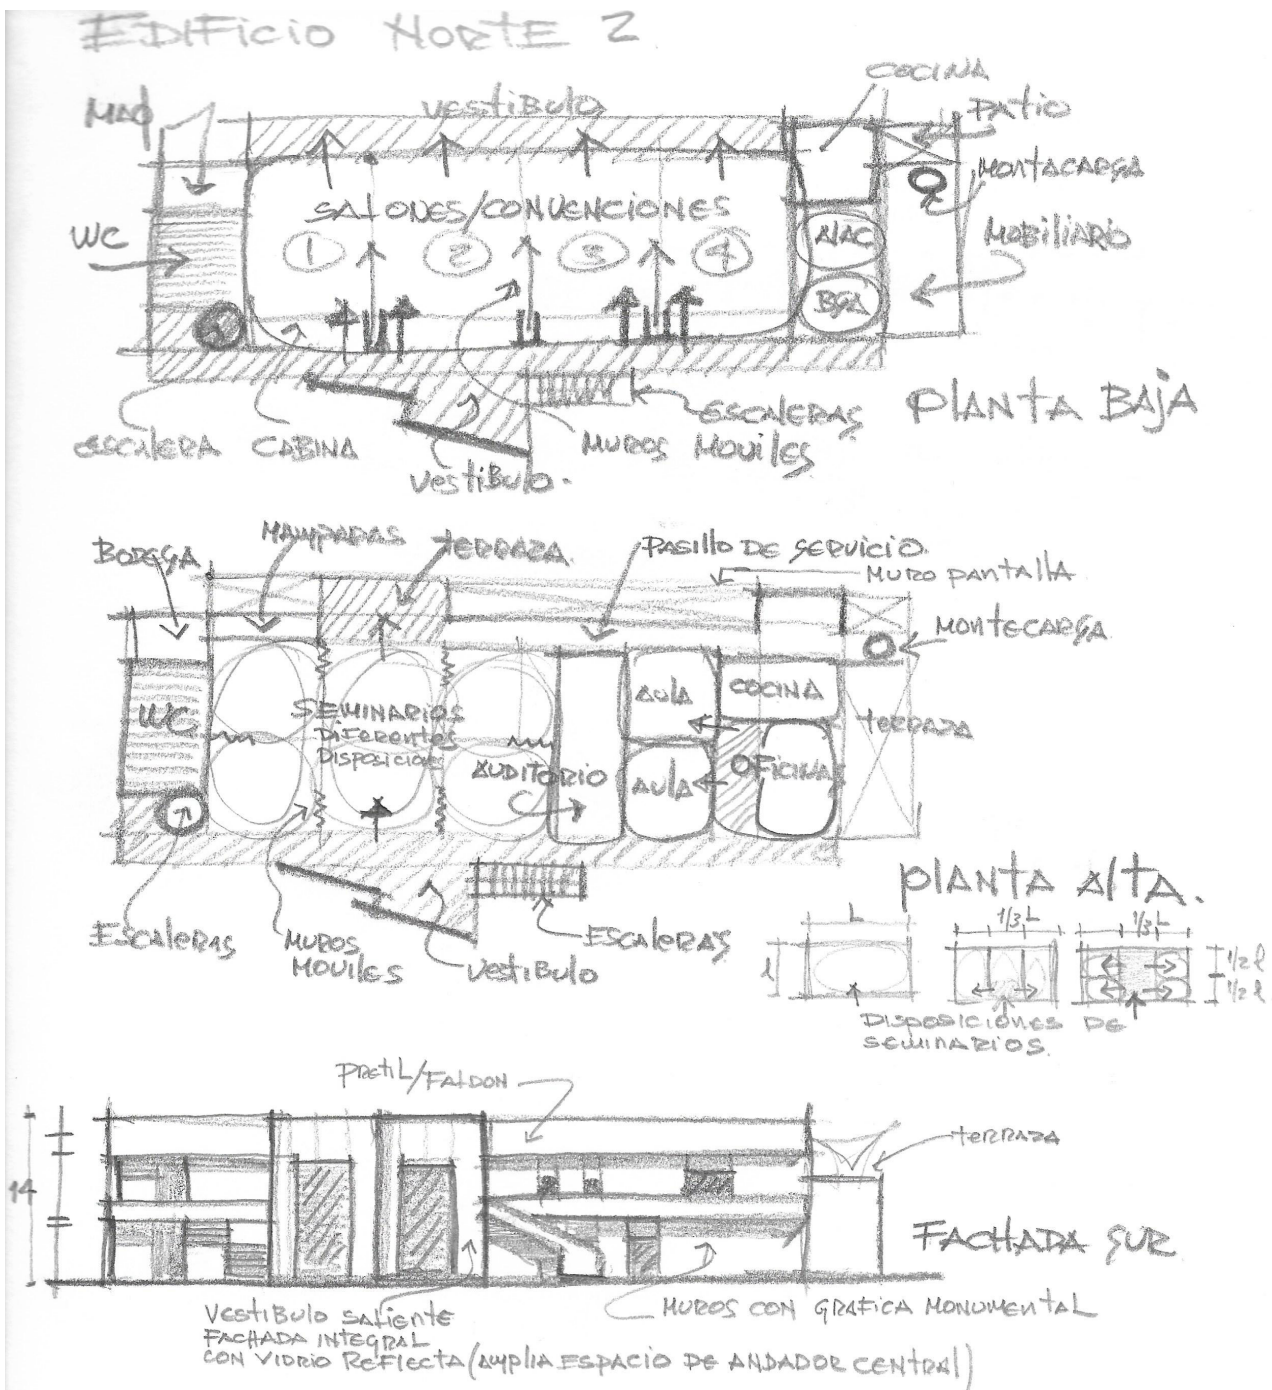 EDIFICIO NORTE 2
COCINA
MAQ
VESTIBULO
PATIO
MONTACARGA
SALONES/CONVENCIONES
WC
1
2
3
4
MOBILIARIO
BGA
PLANTA BAJA
ESCALERAS
ESCALERA
CABINA
MUROS MOVILES
VESTIBULO.
MAMPARAS
TERRAZA
BODEGA
PASILLO DE SERVICIO.
MURO PANTALLA
MONTECARGA
AULA
COCINA
WC
SEMINARIOS
DIFERENTES
DISPOSICION
TERRAZA
AUDITORIO
AULA
OFICINAS
PLANTA ALTA.
L
1/3 L
1/3 L
ESCALERAS
MUROS
MOVILES
VESTIBULO
ESCALERAS
l
1/2 l
1/2 l
DISPOSICIONES DE
SEMINARIOS.
PRETIL/FALDON
TERRAZA
14
FACHADA SUR
VESTIBULO SALIENTE
FACHADA INTEGRAL
CON VIDRIO REFLECTA (AMPLIA ESPACIO DE ANDADOR CENTRAL)
MUROS CON GRAFICA MONUMENTAL